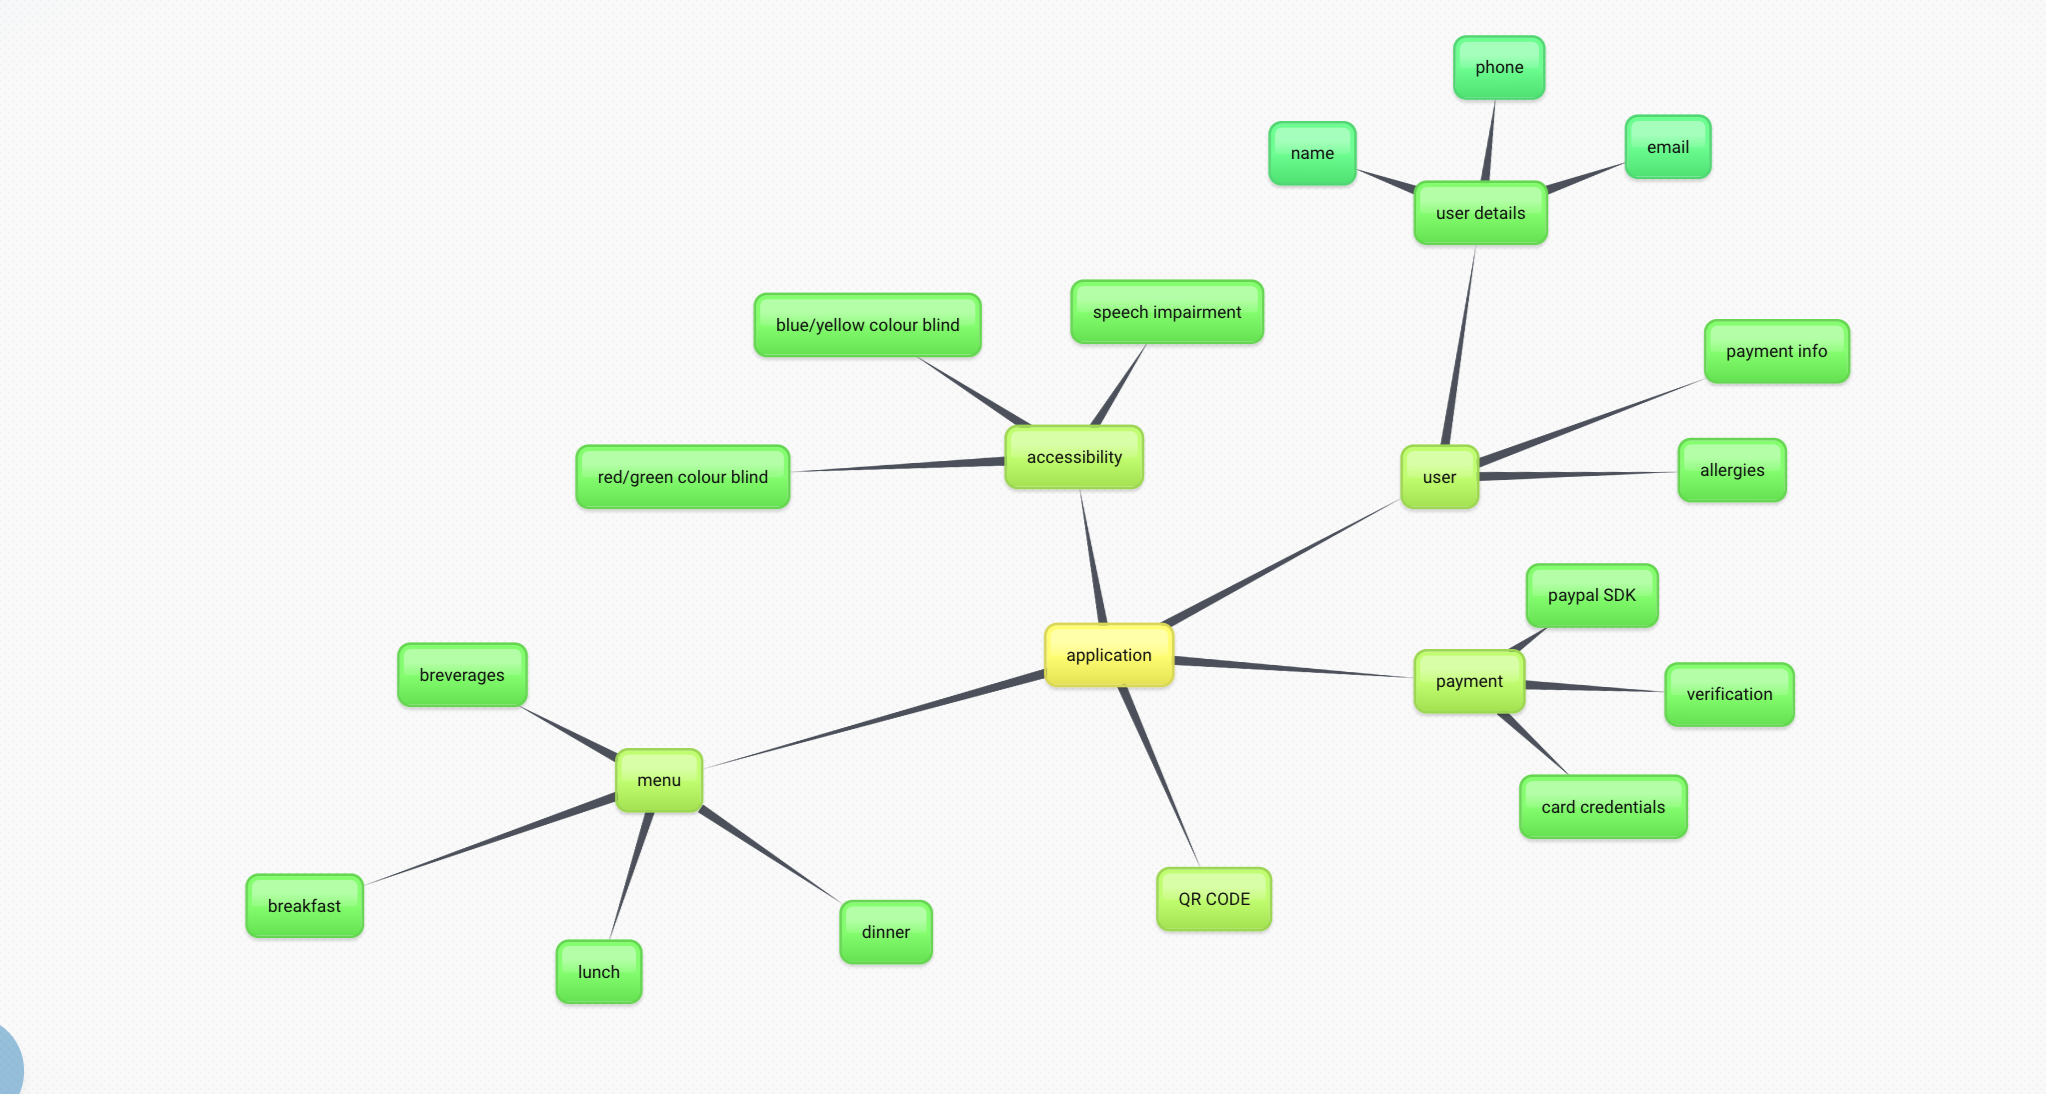 phone
name
email
user details
blue/yellow colour blind
speech impairment
payment info
accessibility
red/green colour blind
user
allergies
paypal SDK
application
breverages
payment
verification
menu
card credentials
QR CODE
breakfast
dinner
lunch